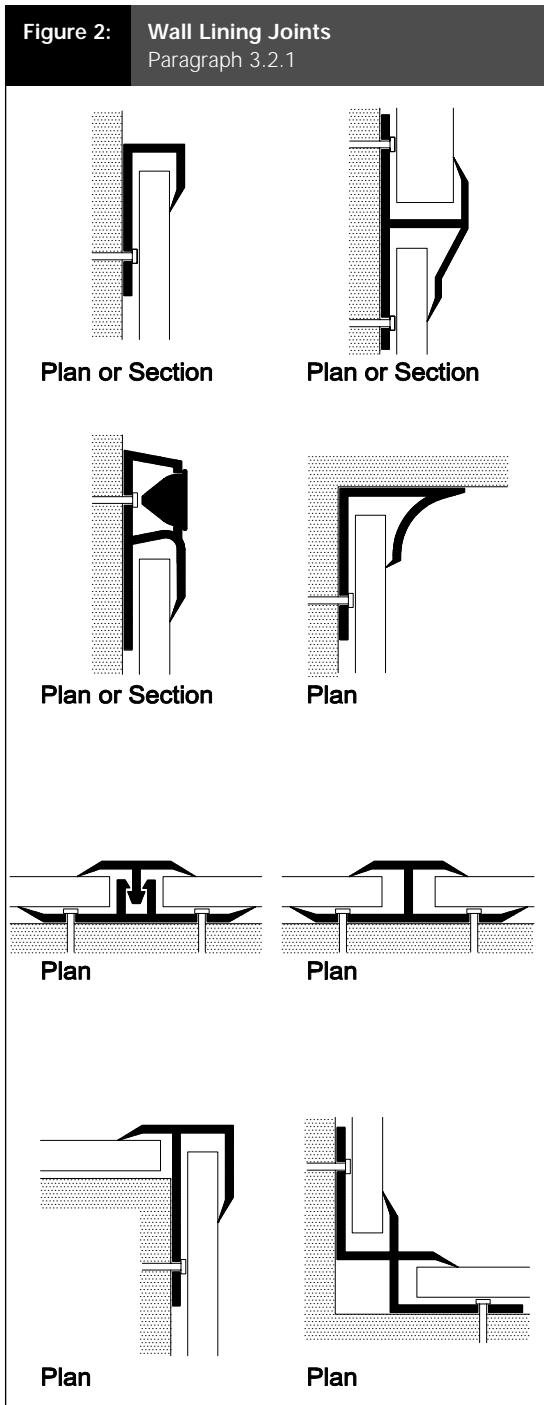 Figure 2: Wall Lining Joints
Paragraph 3.2.1
Plan or Section Plan or Section
Plan or Section Plan
Plan Plan
Plan Plan